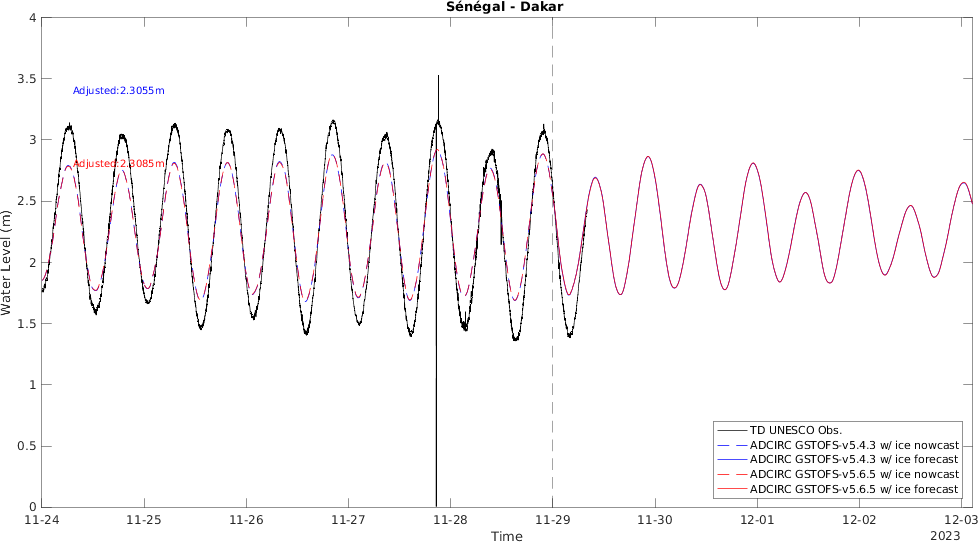 Sénégal - Dakar
4
3.5
3
2.5
2
1.5
1
0.5
0
Water Level (m)
Adjusted:2.3055m
Adjusted:2.3085m
TD UNESCO Obs.
ADCIRC GSTOFS-v5.4.3 w/ ice nowcast
ADCIRC GSTOFS-v5.4.3 w/ ice forecast
ADCIRC GSTOFS-v5.6.5 w/ ice nowcast
ADCIRC GSTOFS-v5.6.5 w/ ice forecast
11-24 11-25 11-26 11-27 11-28 11-29 11-30 12-01 12-02 12-03
Time 2023